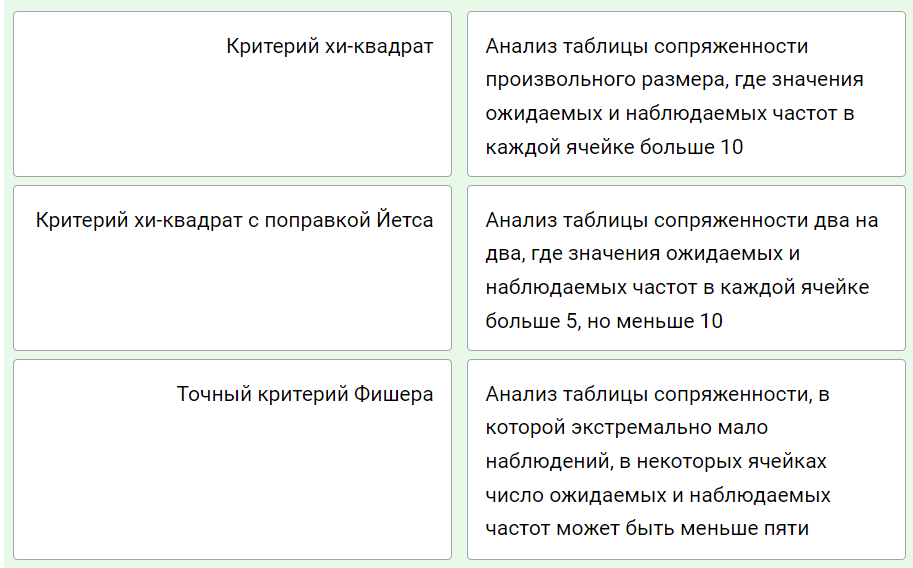 Критерий хи-квадрат
Анализ таблицы сопряженности
произвольного размера, где значения
ожидаемых и наблюдаемых частот в
каждой ячейке больше 10
Критерий хи-квадрат с поправкой Йетса
Анализ таблицы сопряженности два на
два, где значения ожидаемых и
наблюдаемых частот в каждой ячейке
больше 5, но меньше 10
Точный критерий Фишера
Анализ таблицы сопряженности, в
которой экстремально мало
наблюдений, в некоторых ячейках
число ожидаемых и наблюдаемых
частот может быть меньше пяти